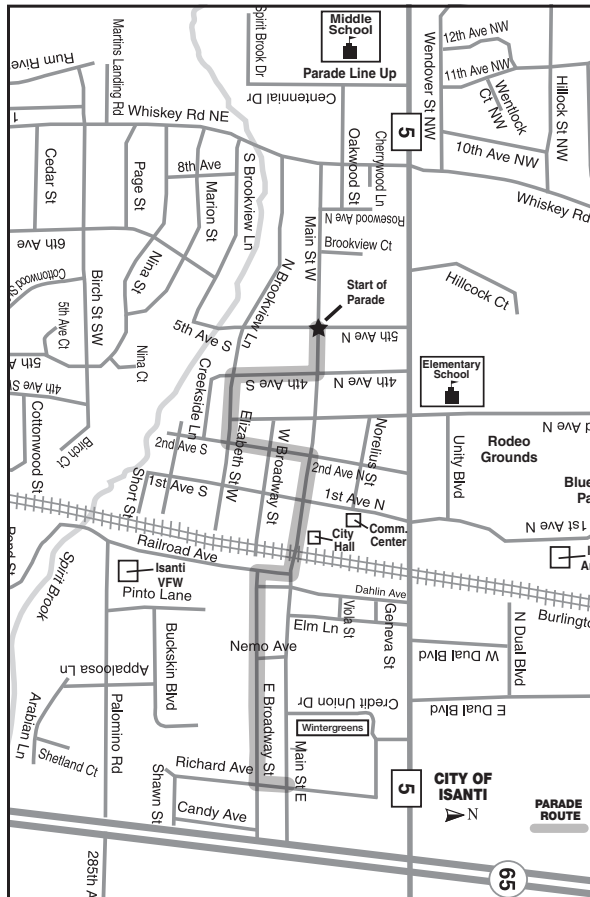 Middle
School
Parade Line Up
Spirit Brook Dr
Martins Landing Rd
Rum Rive
Centennial Dr
Wendover St NW
12th Ave NW
11th Ave NW
Wentlock
Ct NW
Hillock St NW
10th Ave NW
Whiskey Rd NE
5
Whiskey Rd
Cedar St
Page St
8th Ave
Marion St
S Brookview Ln
Oakwood St
Cherrywood Ln
Rosewood Ave N
Main St W
Brookview Ct
6th Ave
Cottonwood St
Nina St
N Brookview Ln
Start of
Parade
Hillcock Ct
Birch St SW
5th Ave Ct
5th Ave S
5th Ave N
5th A
Nina Ct
4th Ave S
4th Ave N
4th Ave St
Elementary
School
Creekside Ln
Cottonwood St
Birch Ct
Elizabeth St W
W Broadway St
Norelius St
2nd Ave S
2nd Ave N
Unity Blvd
Rodeo
Grounds
rd Ave N
Blue
Pa
Short St
1st Ave S
1st Ave N
1st Ave N
City
Hall
Comm.
Center
Railroad Ave
Isanti
VFW
Pinto Lane
Spirit Brook
Dahlin Ave
Burlingto
Viola St
Geneva St
Elm Ln
Nemo Ave
W Dual Blvd
N Dual Blvd
E Dual Blvd
Buckskin Blvd
Appaloosa Ln
Palomino Rd
Arabian Ln
Shetland Ct
E Broadway St
Credit Union Dr
Wintergreens
Main St E
Richard Ave
Shawn St
Candy Ave
5
CITY OF
ISANTI
N
PARADE
ROUTE
285th A
65